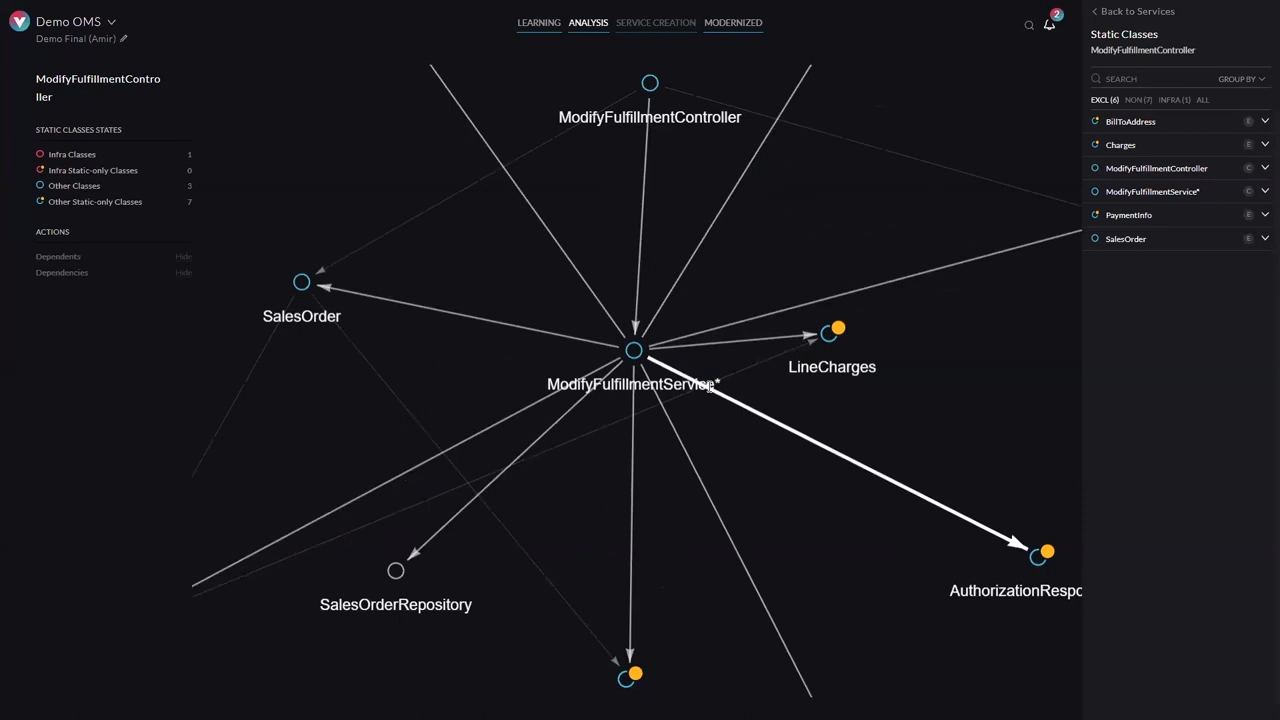 Demo OMS
Demo Final (Amir)
LEARNING
ANALYSIS
SERVICE CREATION
MODERNIZED
2
ModifyFulfillmentContro
ller
STATIC CLASSES STATES
Infra Classes 1
Infra Static-only Classes 0
Other Classes 3
Other Static-only Classes 7
ACTIONS
Dependents Hide
Dependencies Hide
ModifyFulfillmentController
SalesOrder
ModifyFulfillmentService*
LineCharges
SalesOrderRepository
AuthorizationRespo
Back to Services
Static Classes
ModifyFulfillmentController
SEARCH GROUP BY
EXCL (6) NON (7) INFRA (1) ALL
BillToAddress E
Charges E
ModifyFulfillmentController C
ModifyFulfillmentService* C
PaymentInfo E
SalesOrder E